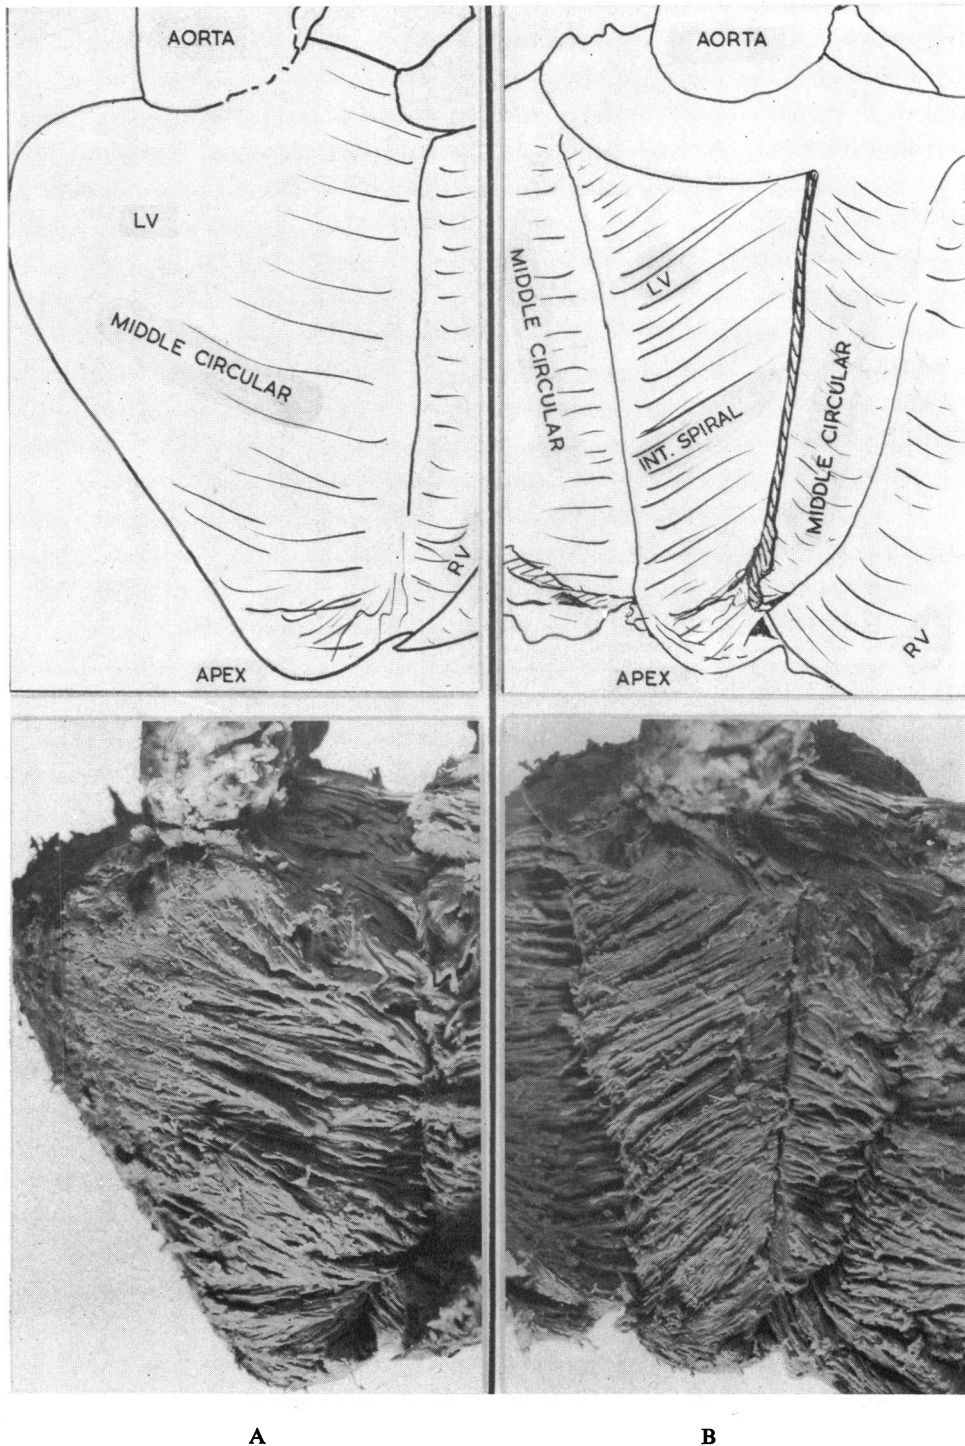 AORTA
LV
MIDDLE CIRCULAR
RV
APEX
AORTA
MIDDLE CIRCULAR
LV
INT. SPIRAL
MIDDLE CIRCULAR
RV
APEX
A
B